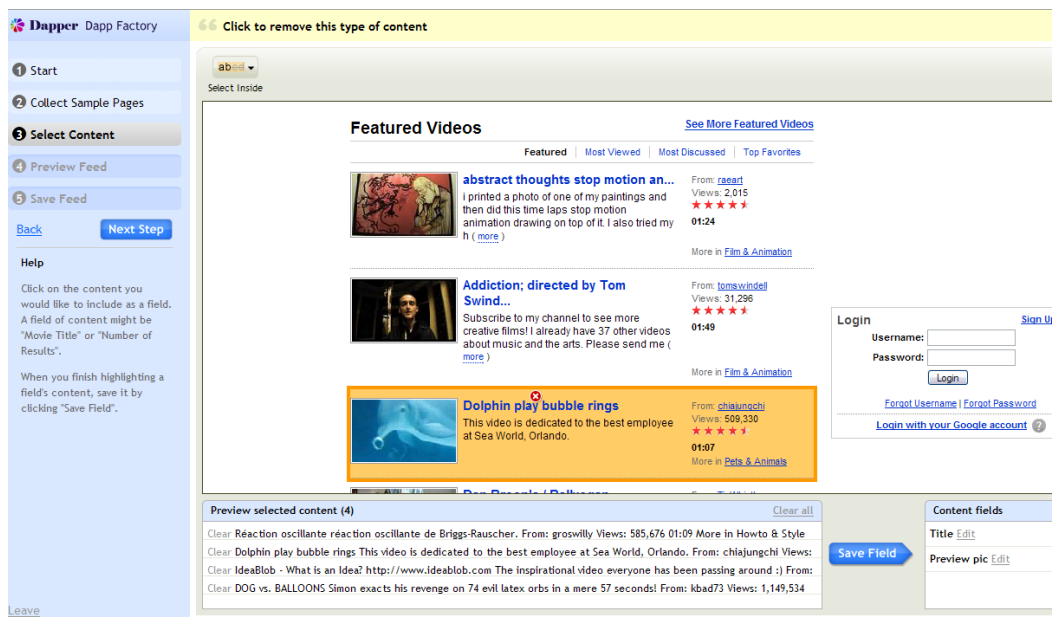 Dapper Dapp Factory
Click to remove this type of content
1 Start
2 Collect Sample Pages
3 Select Content
4 Preview Feed
5 Save Feed
Back
Next Step
Help
Click on the content you
would like to include as a field.
A field of content might be
"Movie Title" or "Number of
Results".
When you finish highlighting a
field's content, save it by
clicking "Save Field".
Leave
abcd
Select Inside
Featured Videos
See More Featured Videos
Featured
Most Viewed
Most Discussed
Top Favorites
abstract thoughts stop motion an...
i printed a photo of one of my paintings and
then did this time laps stop motion
animation drawing on top of it. I also tried my
h ( more )
From: raeart
Views: 2,015
01:24
More in Film & Animation
Addiction; directed by Tom
Swind...
Subscribe to my channel to see more
creative films! I already have 37 other videos
about music and the arts. Please send me (
more )
From: tomswindell
Views: 31,296
01:49
More in Film & Animation
Dolphin play bubble rings
This video is dedicated to the best employee
at Sea World, Orlando.
From: chiajungchi
Views: 509,330
01:07
More in Pets & Animals
Login
Sign Up
Username:
Password:
Login
Forgot Username | Forgot Password
Login with your Google account ?
Preview selected content (4)
Clear all
Clear Réaction oscillante réaction oscillante de Briggs-Rauscher. From: groswilly Views: 585,676 01:09 More in Howto & Style
Clear Dolphin play bubble rings This video is dedicated to the best employee at Sea World, Orlando. From: chiajungchi Views:
Clear IdeaBlob - What is an Idea? http://www.ideablob.com The inspirational video everyone has been passing around :) From:
Clear DOG vs. BALLOONS Simon exacts his revenge on 74 evil latex orbs in a mere 57 seconds! From: kbad73 Views: 1,149,534
Save Field
Content fields
Title Edit
Preview pic Edit